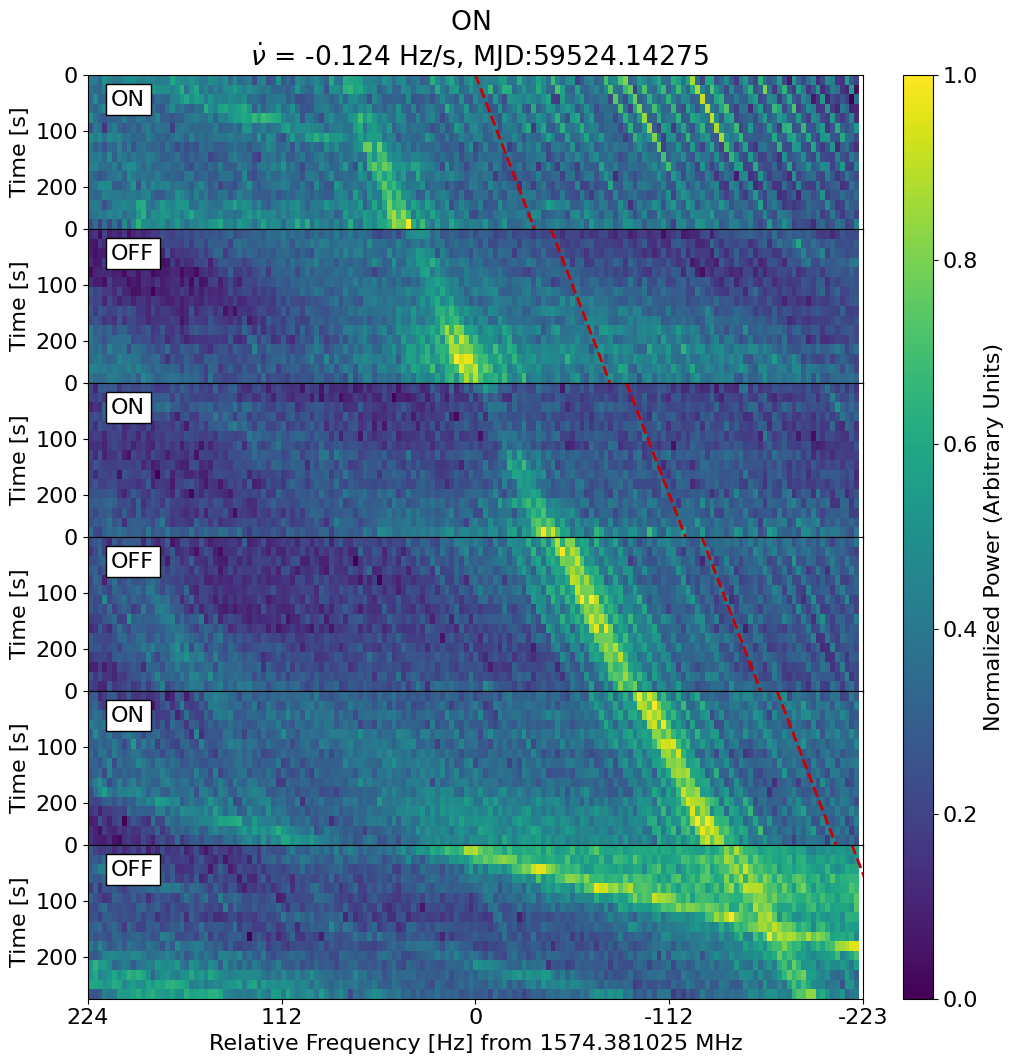 ON
ν̇ = -0.124 Hz/s, MJD:59524.14275
0
ON
100
200
Time [s]
0
OFF
100
200
Time [s]
0
ON
100
200
Time [s]
0
OFF
100
200
Time [s]
0
ON
100
200
Time [s]
0
OFF
100
200
Time [s]
224 112 0 -112 -223
Relative Frequency [Hz] from 1574.381025 MHz
1.0
0.8
0.6
0.4
0.2
0.0
Normalized Power (Arbitrary Units)